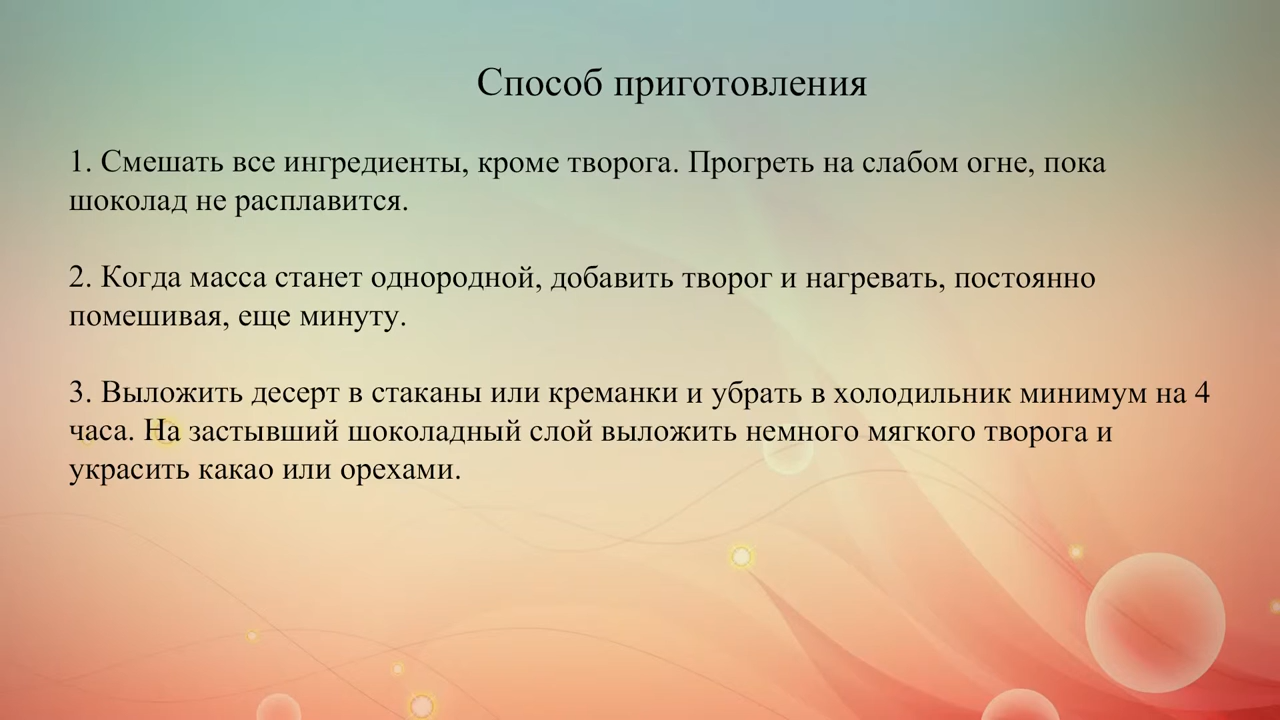 Способ приготовления
1. Смешать все ингредиенты, кроме творога. Прогреть на слабом огне, пока
шоколад не расплавится.
2. Когда масса станет однородной, добавить творог и нагревать, постоянно
помешивая, еще минуту.
3. Выложить десерт в стаканы или креманки и убрать в холодильник минимум на 4
часа. На застывший шоколадный слой выложить немного мягкого творога и
украсить какао или орехами.